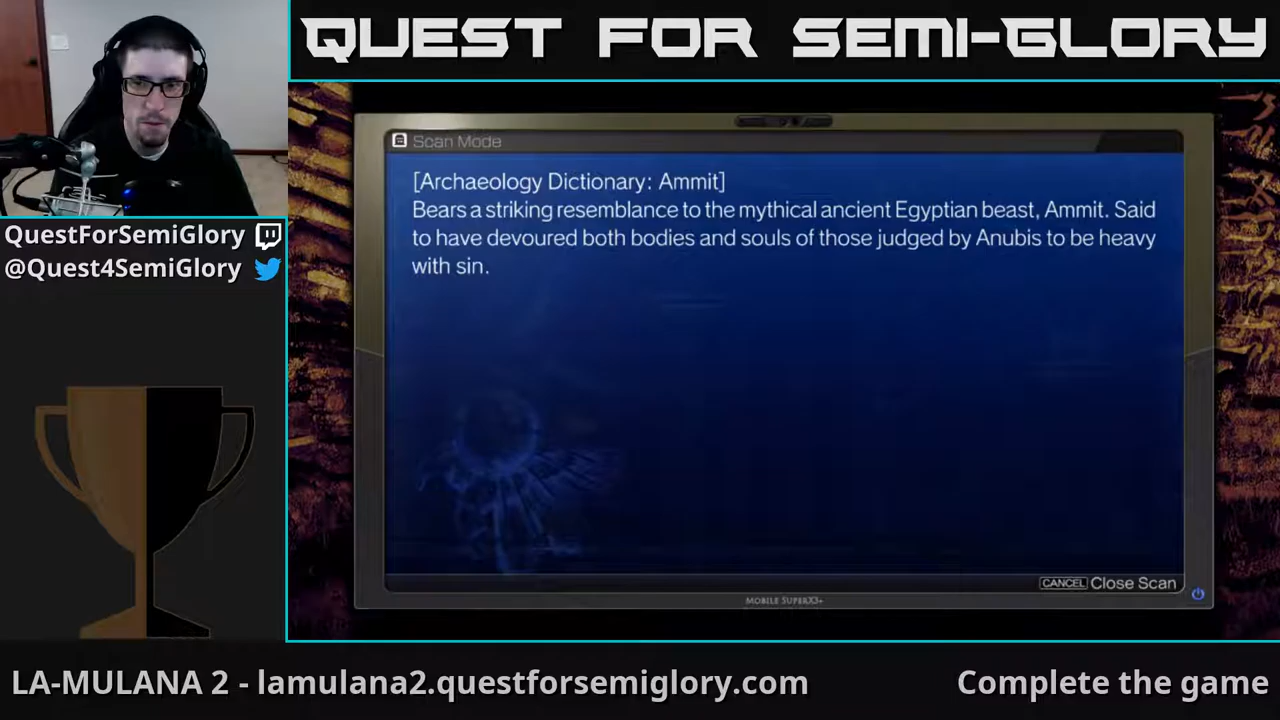 QUEST FOR SEMI-GLORY
Scan Mode
[Archaeology Dictionary: Ammit]
Bears a striking resemblance to the mythical ancient Egyptian beast, Ammit. Said
to have devoured both bodies and souls of those judged by Anubis to be heavy
with sin.
CANCEL Close Scan
MOBILE SUPERX3+
QuestForSemiGlory
@Quest4SemiGlory
LA-MULANA 2 - lamulana2.questforsemiglory.com
Complete the game